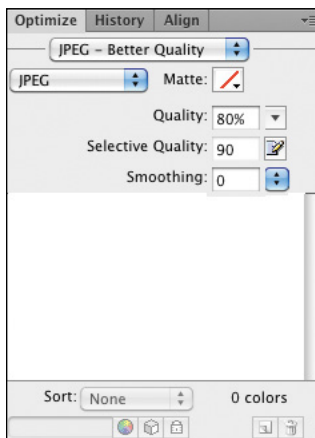 Optimize History Align
JPEG – Better Quality
JPEG Matte:
Quality: 80%
Selective Quality: 90
Smoothing: 0
Sort: None 0 colors